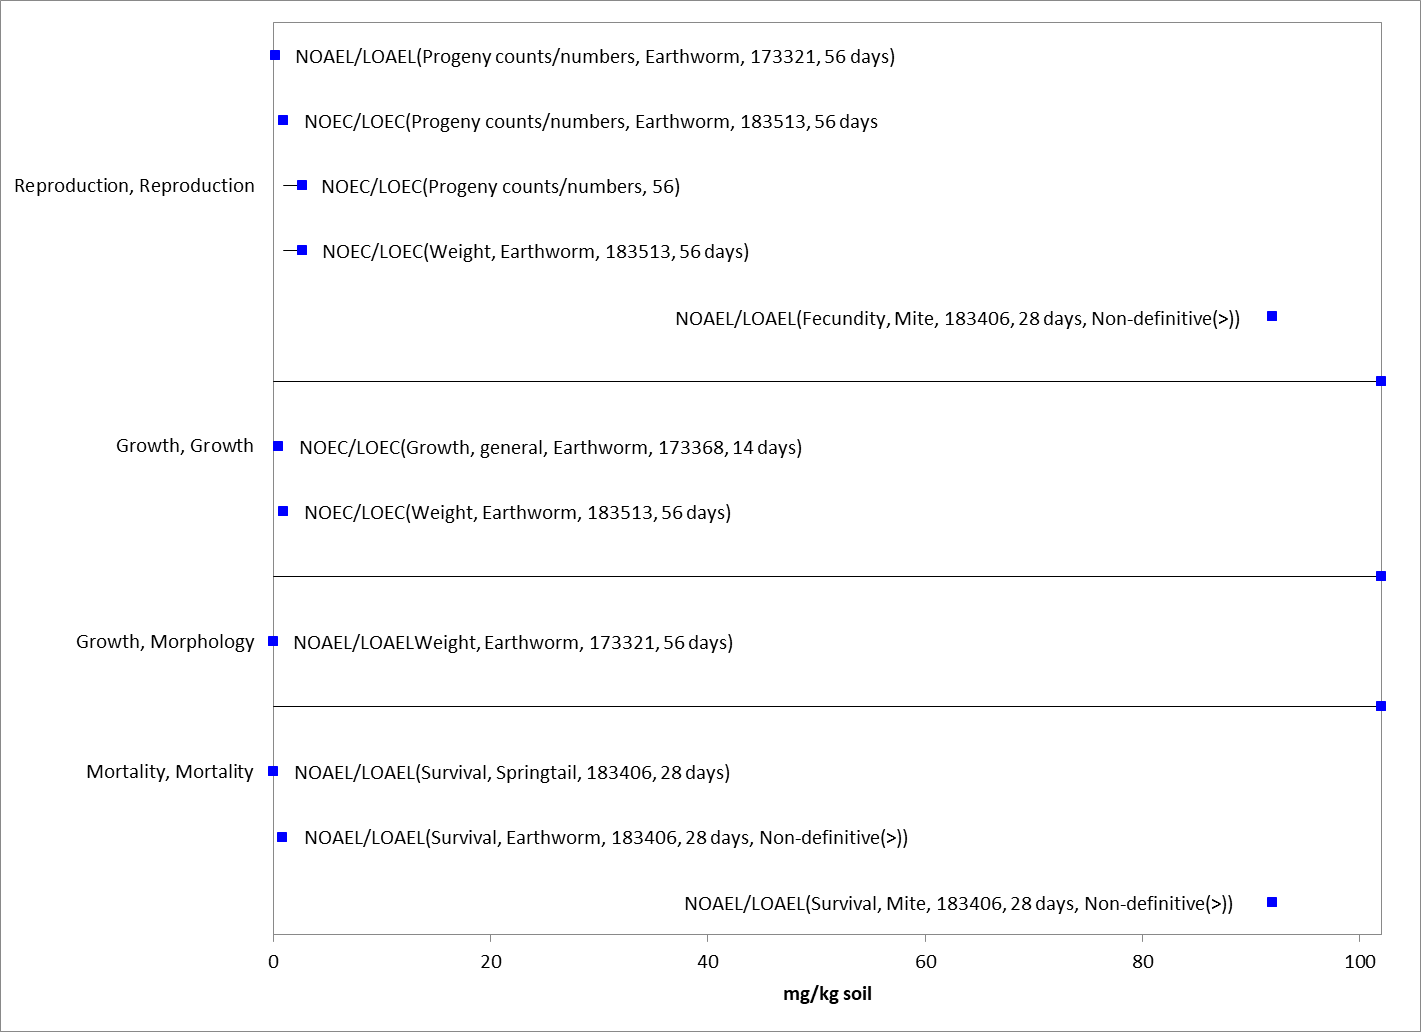 NOAEL/LOAEL(Progeny counts/numbers, Earthworm, 173321, 56 days)
NOEC/LOEC(Progeny counts/numbers, Earthworm, 183513, 56 days
Reproduction, Reproduction
NOEC/LOEC(Progeny counts/numbers, 56)
NOEC/LOEC(Weight, Earthworm, 183513, 56 days)
NOAEL/LOAEL(Fecundity, Mite, 183406, 28 days, Non-definitive(>))
Growth, Growth
NOEC/LOEC(Growth, general, Earthworm, 173368, 14 days)
NOEC/LOEC(Weight, Earthworm, 183513, 56 days)
Growth, Morphology
NOAEL/LOAELWeight, Earthworm, 173321, 56 days)
Mortality, Mortality
NOAEL/LOAEL(Survival, Springtail, 183406, 28 days)
NOAEL/LOAEL(Survival, Earthworm, 183406, 28 days, Non-definitive(>))
NOAEL/LOAEL(Survival, Mite, 183406, 28 days, Non-definitive(>))
0 20 40 60 80 100
mg/kg soil